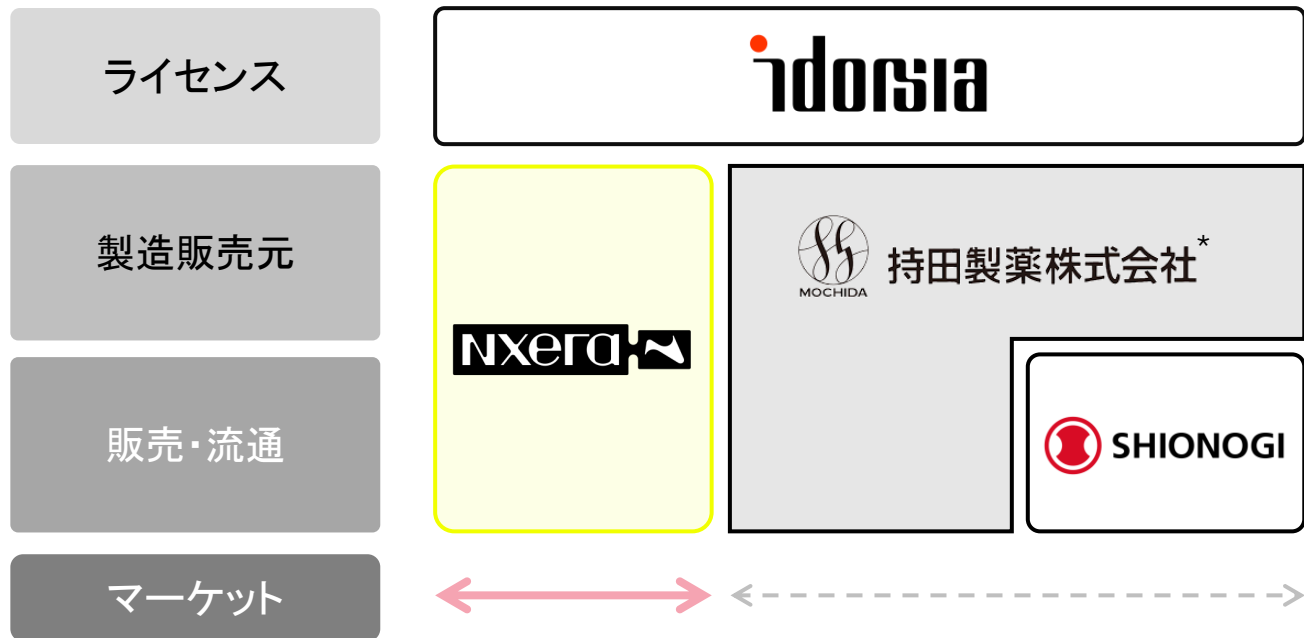 ライセンス
idorsia
製造販売元
MOCHIDA
持田製薬株式会社*
NXera
販売・流通
SHIONOGI
マーケット